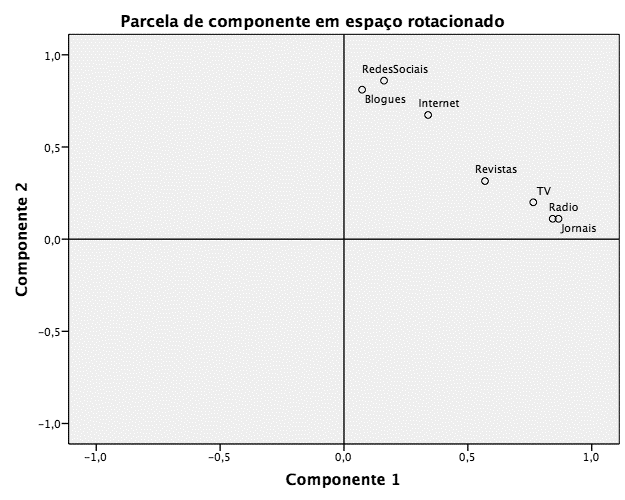 Parcela de componente em espaço rotacionado
1,0
0,5
0,0
−0,5
−1,0
Componente 2
RedesSociais
Blogues
Internet
Revistas
TV
Radio
Jornais
−1,0
−0,5
0,0
0,5
1,0
Componente 1